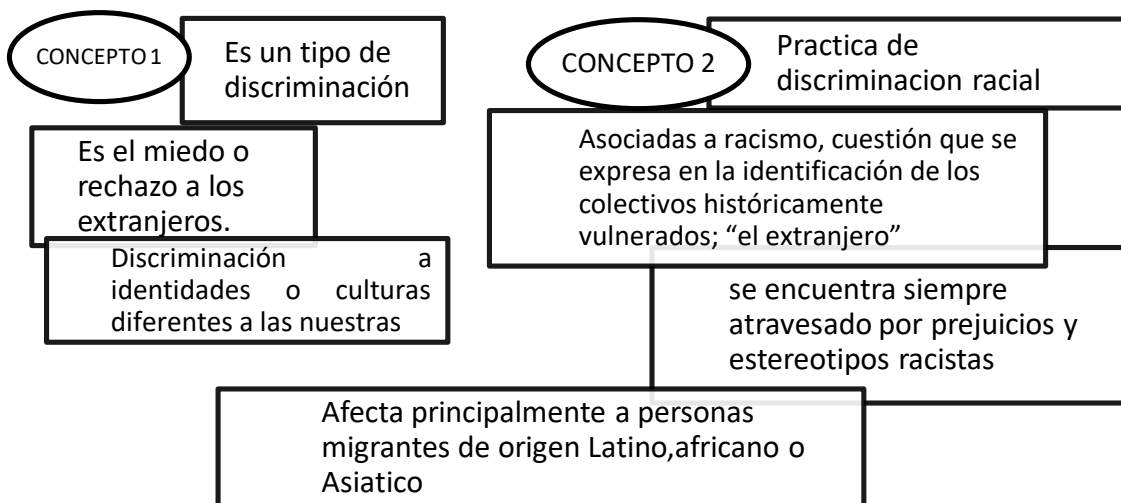 CONCEPTO 1
Es un tipo de
discriminación
Es el miedo o
rechazo a los
extranjeros.
Discriminación a
identidades o culturas
diferentes a las nuestras
CONCEPTO 2
Practica de
discriminacion racial
Asociadas a racismo, cuestión que se
expresa en la identificación de los
colectivos históricamente
vulnerados; “el extranjero”
se encuentra siempre
atravesado por prejuicios y
estereotipos racistas
Afecta principalmente a personas
migrantes de origen Latino,africano o
Asiatico